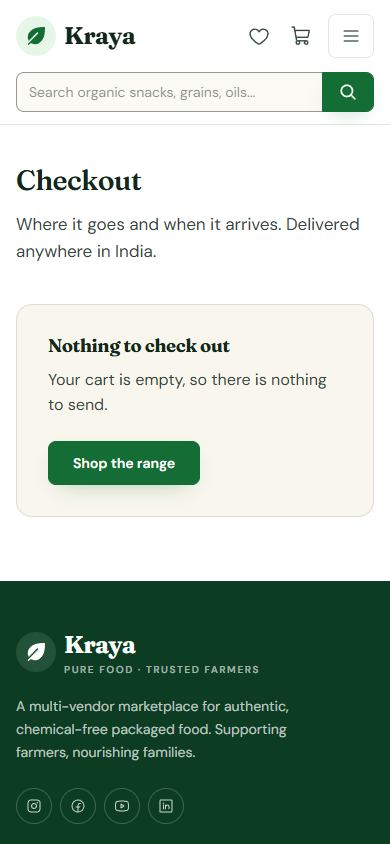 Kraya
Search organic snacks, grains, oils...
Checkout
Where it goes and when it arrives. Delivered
anywhere in India.
Nothing to check out
Your cart is empty, so there is nothing
to send.
Shop the range
Kraya
PURE FOOD · TRUSTED FARMERS
A multi-vendor marketplace for authentic,
chemical-free packaged food. Supporting
farmers, nourishing families.